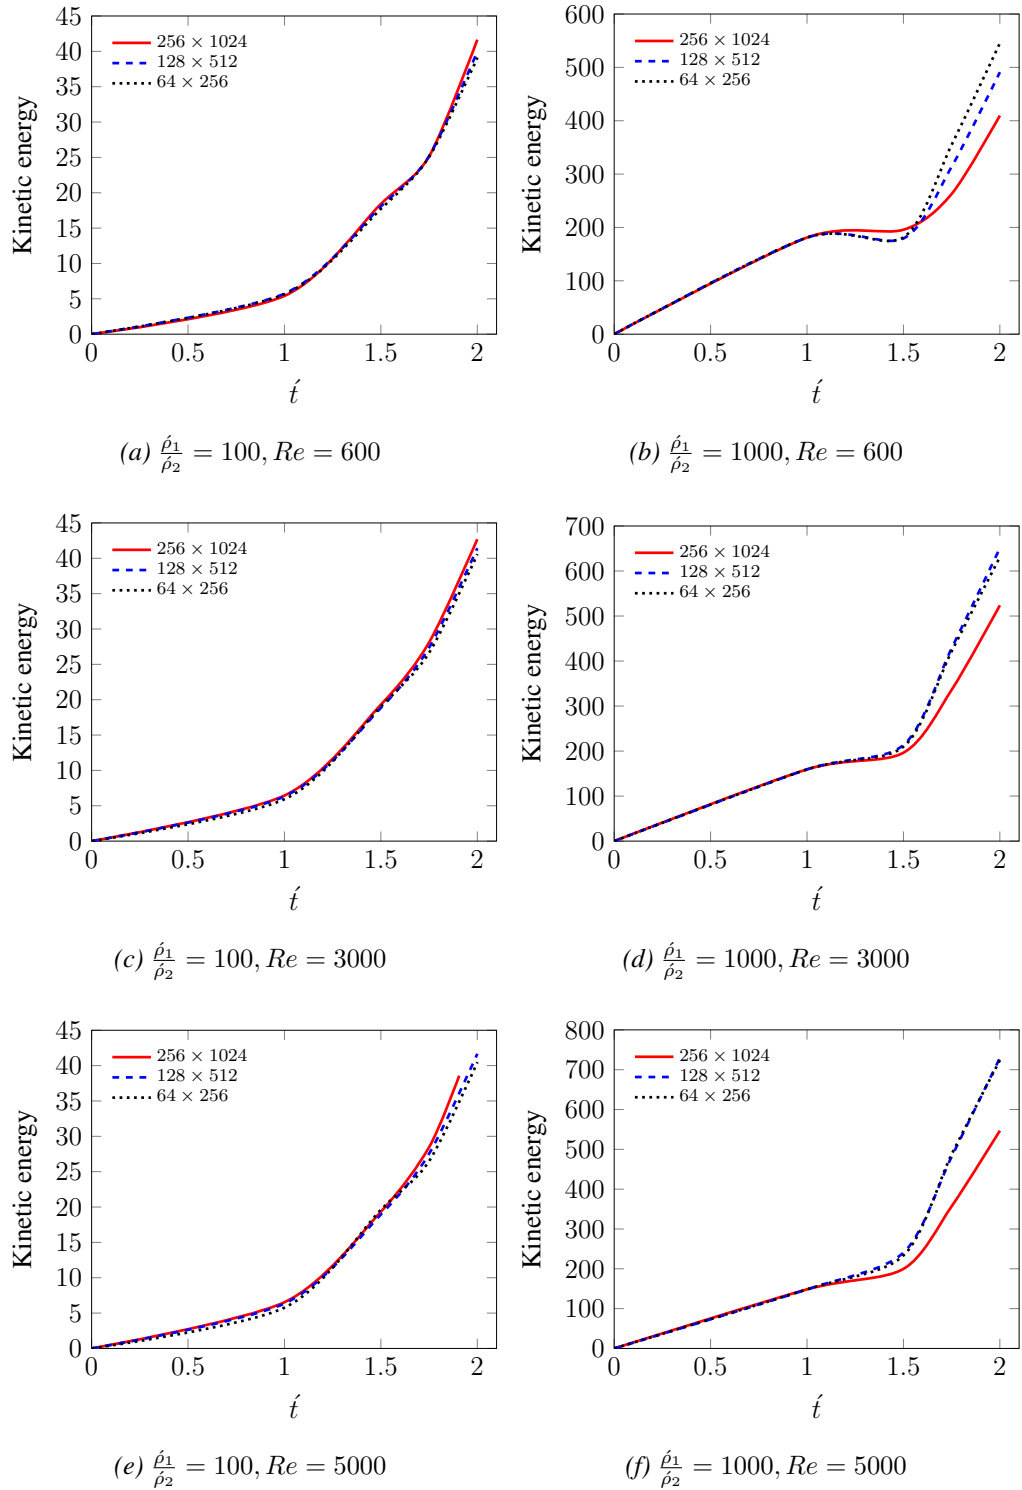 45
40
35
30
25
20
15
10
5
0
Kinetic energy
256 × 1024
128 × 512
64 × 256
0 0.5 1 1.5 2
t́
(a) ρ́₁/ρ́₂ = 100, Re = 600
600
500
400
300
200
100
0
Kinetic energy
256 × 1024
128 × 512
64 × 256
0 0.5 1 1.5 2
t́
(b) ρ́₁/ρ́₂ = 1000, Re = 600
45
40
35
30
25
20
15
10
5
0
Kinetic energy
256 × 1024
128 × 512
64 × 256
0 0.5 1 1.5 2
t́
(c) ρ́₁/ρ́₂ = 100, Re = 3000
700
600
500
400
300
200
100
0
Kinetic energy
256 × 1024
128 × 512
64 × 256
0 0.5 1 1.5 2
t́
(d) ρ́₁/ρ́₂ = 1000, Re = 3000
45
40
35
30
25
20
15
10
5
0
Kinetic energy
256 × 1024
128 × 512
64 × 256
0 0.5 1 1.5 2
t́
(e) ρ́₁/ρ́₂ = 100, Re = 5000
800
700
600
500
400
300
200
100
0
Kinetic energy
256 × 1024
128 × 512
64 × 256
0 0.5 1 1.5 2
t́
(f) ρ́₁/ρ́₂ = 1000, Re = 5000